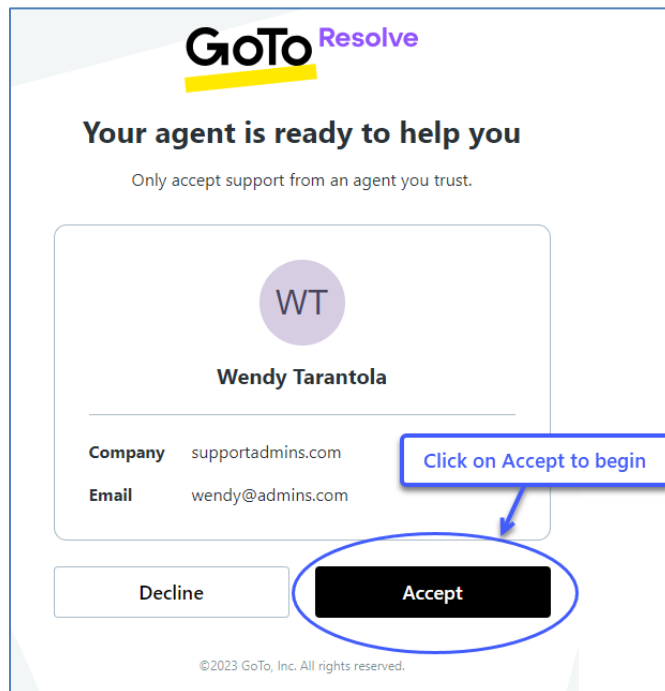 GoTo Resolve
Your agent is ready to help you
Only accept support from an agent you trust.
WT
Wendy Tarantola
Company supportadmins.com
Email wendy@admins.com
Click on Accept to begin
Decline
Accept
©2023 GoTo, Inc. All rights reserved.